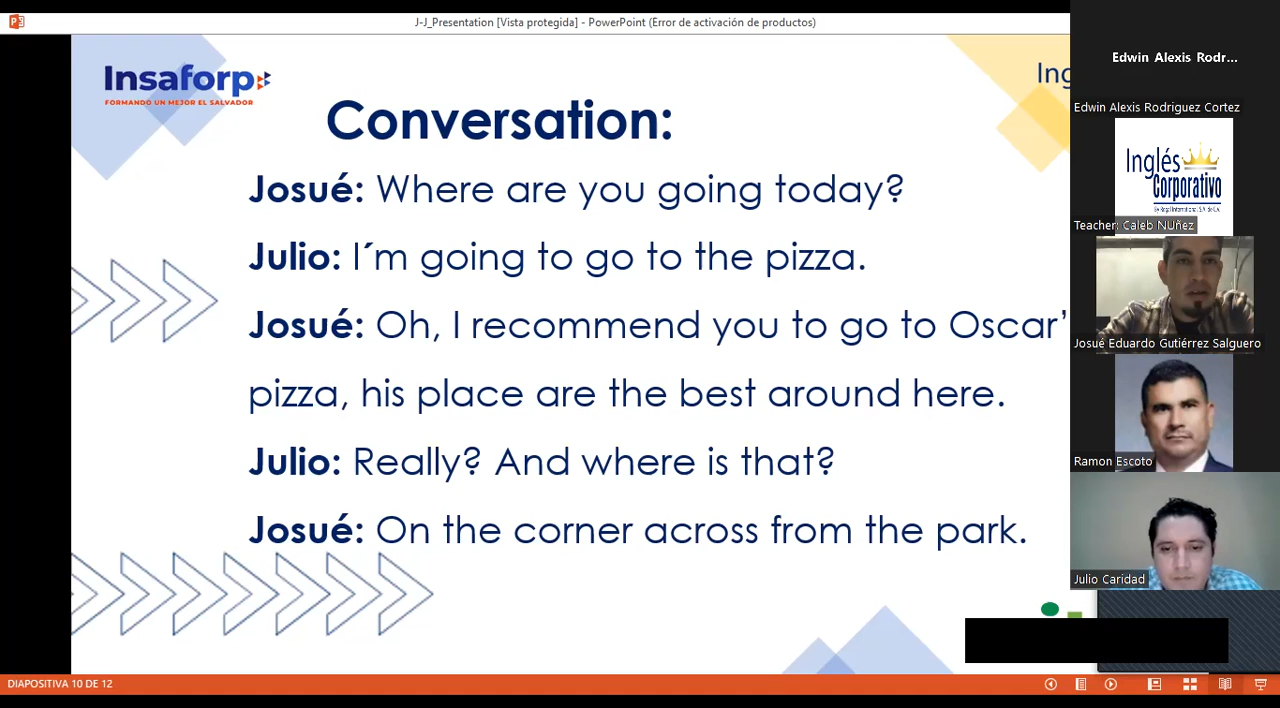 J-J_Presentation [Vista protegida] - PowerPoint (Error de activación de productos)
Insaforp
FORMANDO UN MEJOR EL SALVADOR
Ing
Conversation:
Josué: Where are you going today?
Julio: I´m going to go to the pizza.
Josué: Oh, I recommend you to go to Oscar’
pizza, his place are the best around here.
Julio: Really? And where is that?
Josué: On the corner across from the park.
Edwin Alexis Rodr...
Edwin Alexis Rodriguez Cortez
Inglés
Corporativo
Teacher: Caleb NUñez
Josué Eduardo Gutiérrez Salguero
Ramon Escoto
Julio Caridad
DIAPOSITIVA 10 DE 12